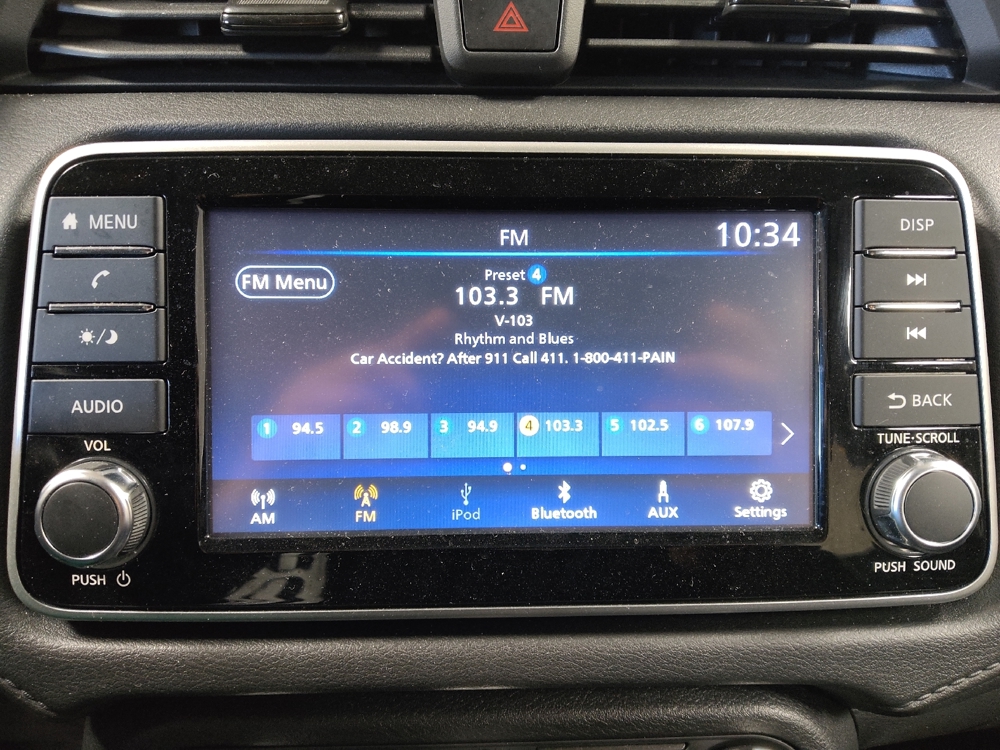 MENU
AUDIO
VOL
PUSH
FM
10:34
FM Menu
Preset 4
103.3 FM
V-103
Rhythm and Blues
Car Accident? After 911 Call 411. 1-800-411-PAIN
1 94.5 2 98.9 3 94.9 4 103.3 5 102.5 6 107.9
AM FM iPod Bluetooth AUX Settings
DISP
BACK
TUNE·SCROLL
PUSH SOUND